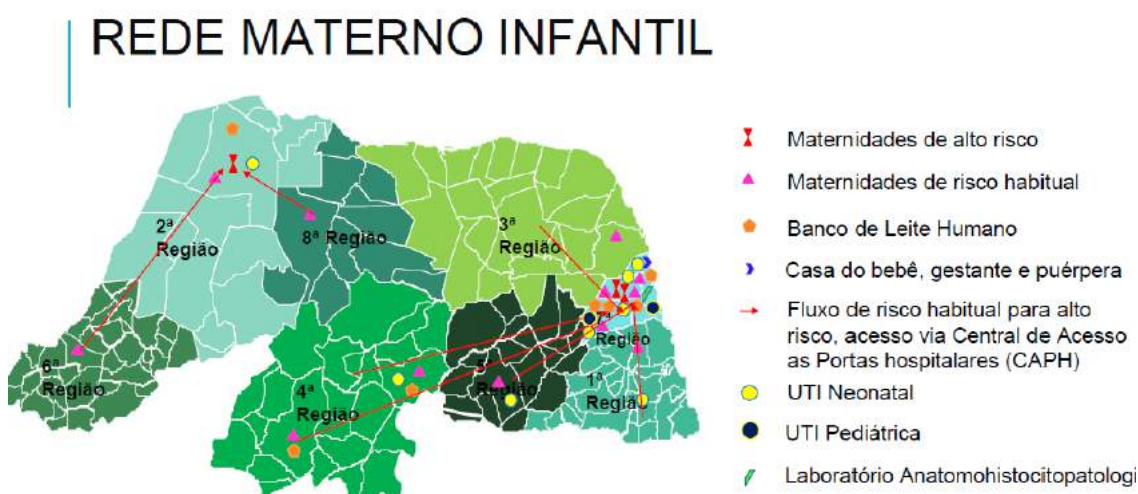 REDE MATERNO INFANTIL
2ª
Região
8ª Região
3ª
Região
6ª
Região
4ª
Região
5ª
Região
1ª
Região
7ª
Região
Maternidades de alto risco
Maternidades de risco habitual
Banco de Leite Humano
Casa do bebê, gestante e puérpera
Fluxo de risco habitual para alto
risco, acesso via Central de Acesso
as Portas hospitalares (CAPH)
UTI Neonatal
UTI Pediátrica
Laboratório Anatomohistocitopatologi